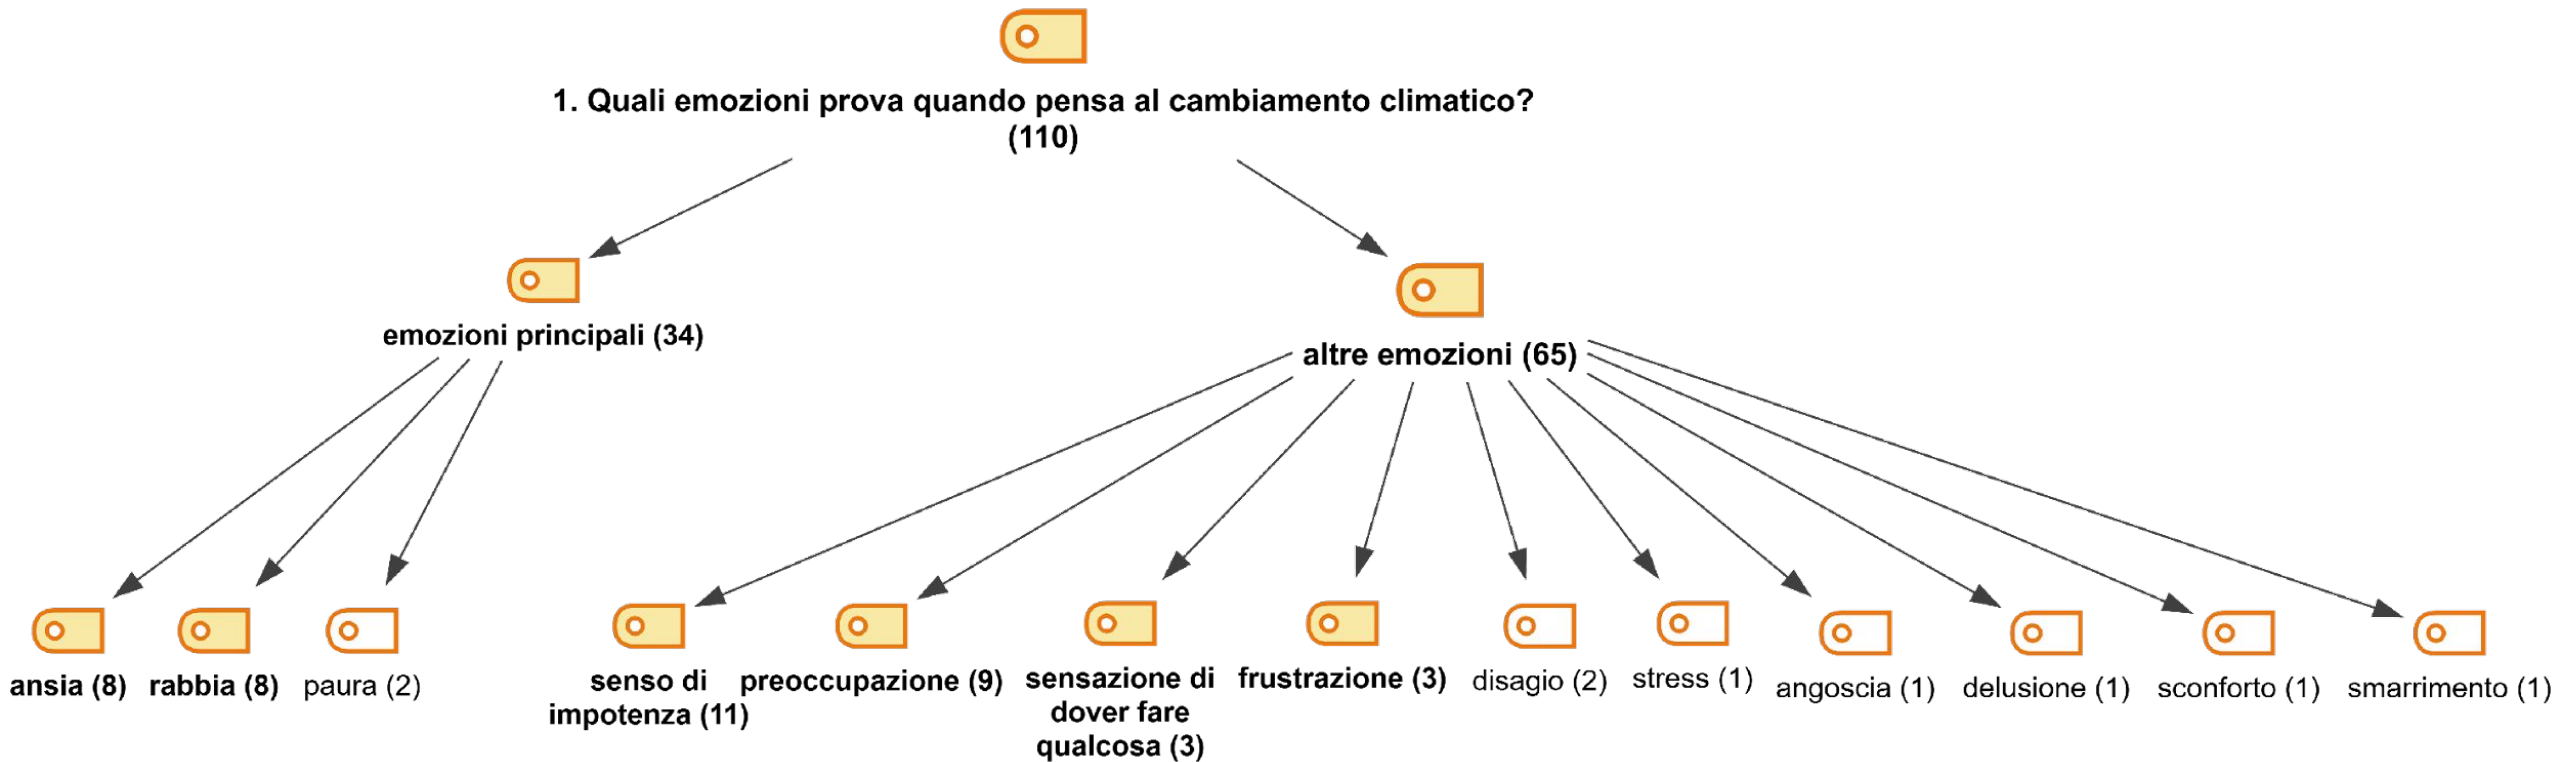 1. Quali emozioni prova quando pensa al cambiamento climatico?
(110)
emozioni principali (34)
altre emozioni (65)
ansia (8)
rabbia (8)
paura (2)
senso di
impotenza (11)
preoccupazione (9)
sensazione di
dover fare
qualcosa (3)
frustrazione (3)
disagio (2)
stress (1)
angoscia (1)
delusione (1)
sconforto (1)
smarrimento (1)